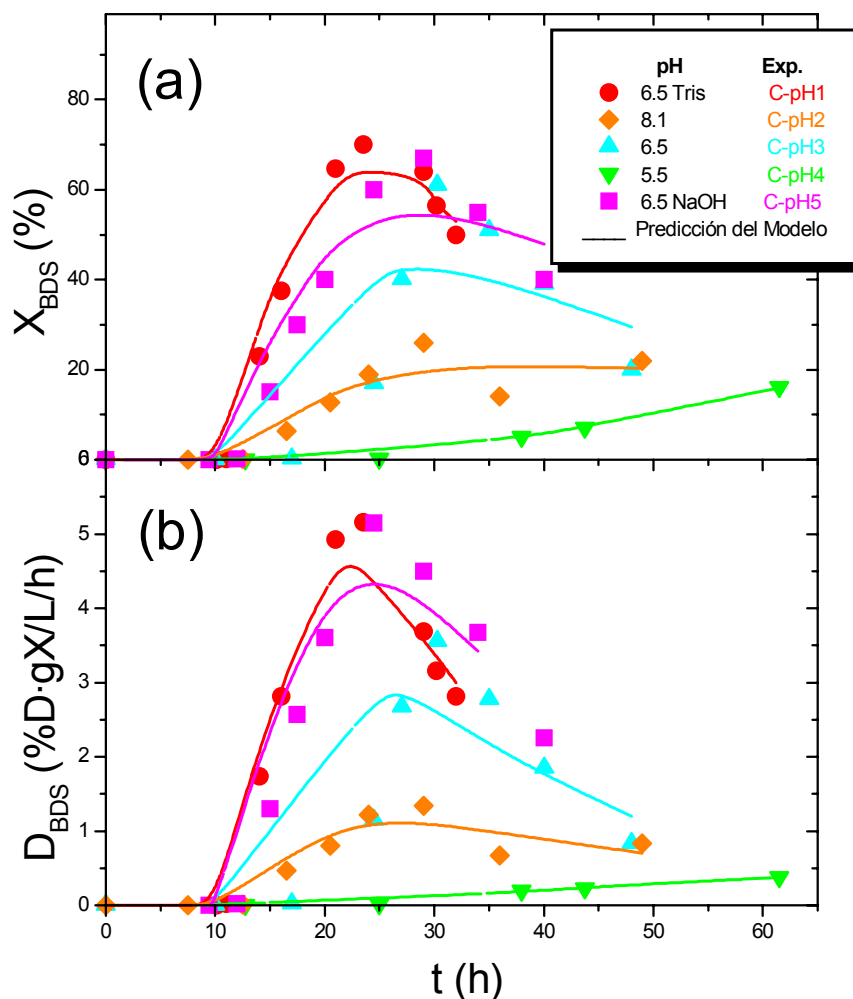 (a)
pH Exp.
6.5 Tris C-pH1
8.1 C-pH2
6.5 C-pH3
5.5 C-pH4
6.5 NaOH C-pH5
Predicción del Modelo
X_BDS (%)
80
60
40
20
0
(b)
D_BDS (%D·gX/L/h)
5
4
3
2
1
0
0 10 20 30 40 50 60
t (h)